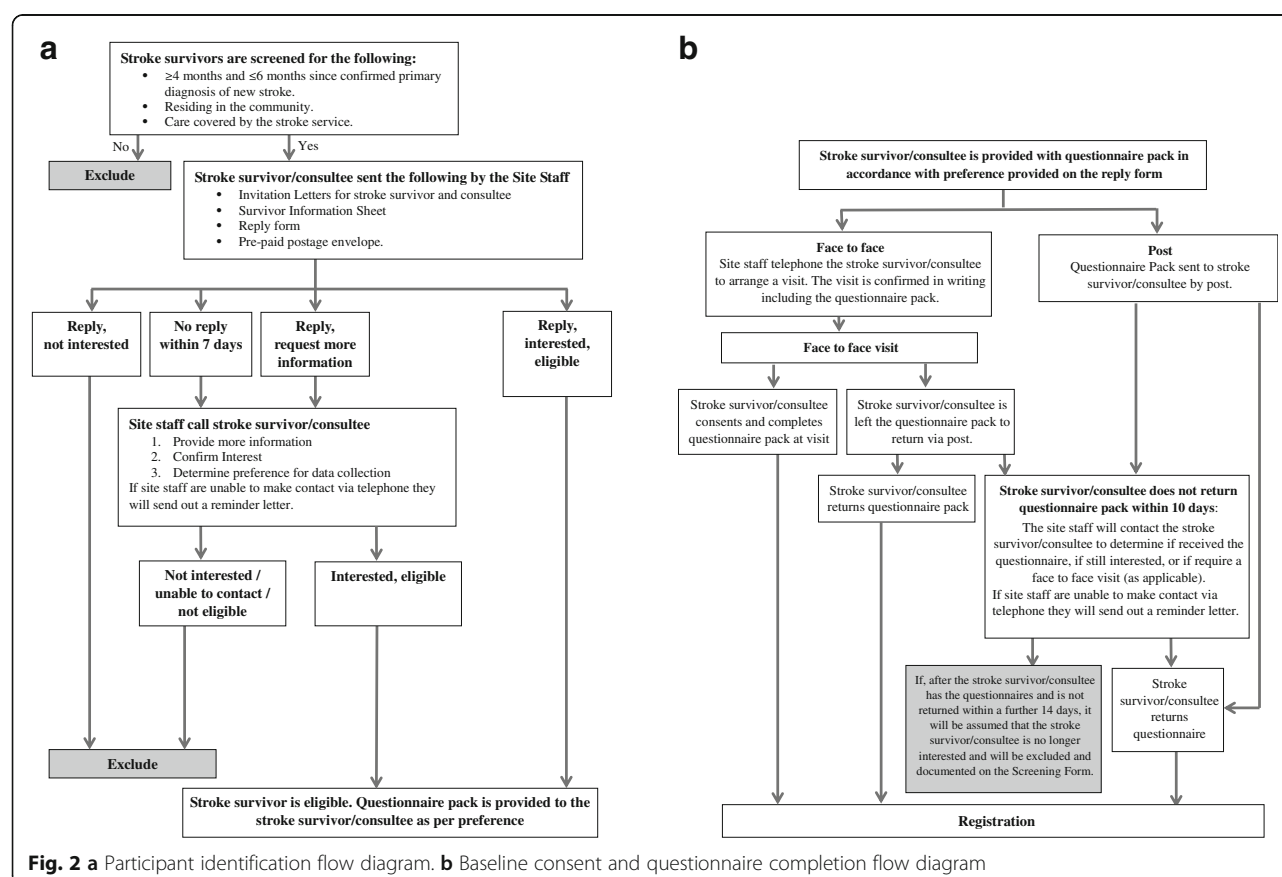 a
Stroke survivors are screened for the following:
• ≥4 months and ≤6 months since confirmed primary
diagnosis of new stroke.
• Residing in the community.
• Care covered by the stroke service.
No
Yes
Exclude
Stroke survivor/consultee sent the following by the Site Staff
• Invitation Letters for stroke survivor and consultee
• Survivor Information Sheet
• Reply form
• Pre-paid postage envelope.
Reply,
not interested
No reply
within 7 days
Reply,
request more
information
Reply,
interested,
eligible
Site staff call stroke survivor/consultee
1. Provide more information
2. Confirm Interest
3. Determine preference for data collection
If site staff are unable to make contact via telephone they
will send out a reminder letter.
Not interested /
unable to contact /
not eligible
Interested, eligible
Exclude
Stroke survivor is eligible. Questionnaire pack is provided to the
stroke survivor/consultee as per preference
b
Stroke survivor/consultee is provided with questionnaire pack in
accordance with preference provided on the reply form
Face to face
Site staff telephone the stroke survivor/consultee
to arrange a visit. The visit is confirmed in writing
including the questionnaire pack.
Post
Questionnaire Pack sent to stroke
survivor/consultee by post.
Face to face visit
Stroke survivor/consultee
consents and completes
questionnaire pack at visit
Stroke survivor/consultee is
left the questionnaire pack to
return via post.
Stroke survivor/consultee
returns questionnaire pack
Stroke survivor/consultee does not return
questionnaire pack within 10 days:
The site staff will contact the stroke
survivor/consultee to determine if received the
questionnaire, if still interested, or if require a
face to face visit (as applicable).
If site staff are unable to make contact via
telephone they will send out a reminder letter.
If, after the stroke survivor/consultee
has the questionnaires and is not
returned within a further 14 days, it
will be assumed that the stroke
survivor/consultee is no longer
interested and will be excluded and
documented on the Screening Form.
Stroke
survivor/consultee
returns
questionnaire
Registration
Fig. 2 a Participant identification flow diagram. b Baseline consent and questionnaire completion flow diagram